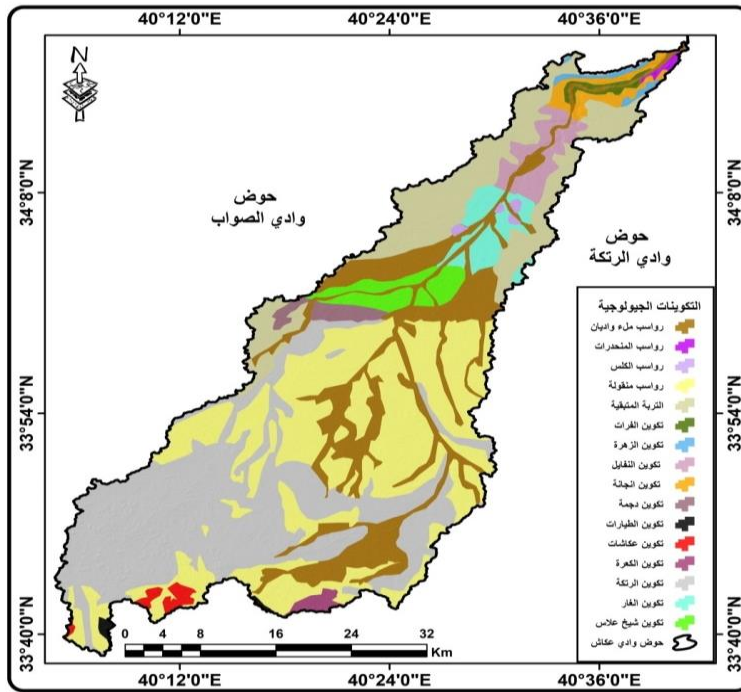 40°12'0"E
40°24'0"E
40°36'0"E
N
34°8'0"N
34°8'0"N
حوض
وادي الصواب
حوض
وادي الرتكة
التكوينات الجيولوجية
رواسب ملء واديان
رواسب المنحدرات
رواسب الكلس
رواسب منقولة
التربة المتبقية
تكوين الفرات
تكوين الزهرة
تكوين النفايل
تكوين انجانة
تكوين دجمة
تكوين الطيارات
تكوين عكاشات
تكوين الكعرة
تكوين الرتكة
تكوين الغار
تكوين شيخ علاس
حوض وادي عكاش
33°54'0"N
33°54'0"N
33°40'0"N
33°40'0"N
0 2 4 8 16 24 32
Km
40°12'0"E
40°24'0"E
40°36'0"E